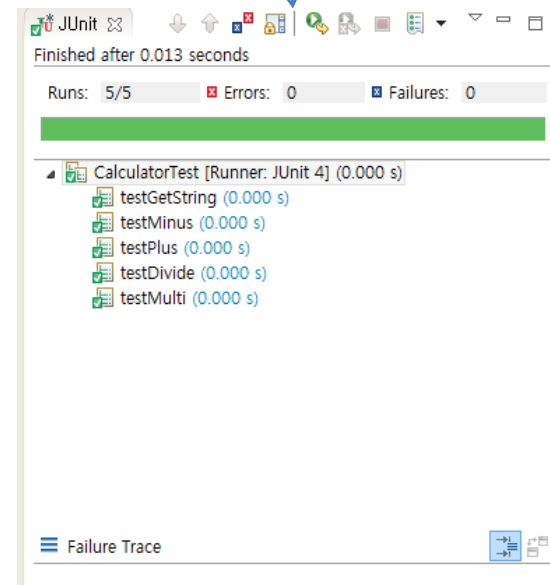 JUnit
Finished after 0.013 seconds
Runs: 5/5 Errors: 0 Failures: 0
CalculatorTest [Runner: JUnit 4] (0.000 s)
testGetString (0.000 s)
testMinus (0.000 s)
testPlus (0.000 s)
testDivide (0.000 s)
testMulti (0.000 s)
Failure Trace